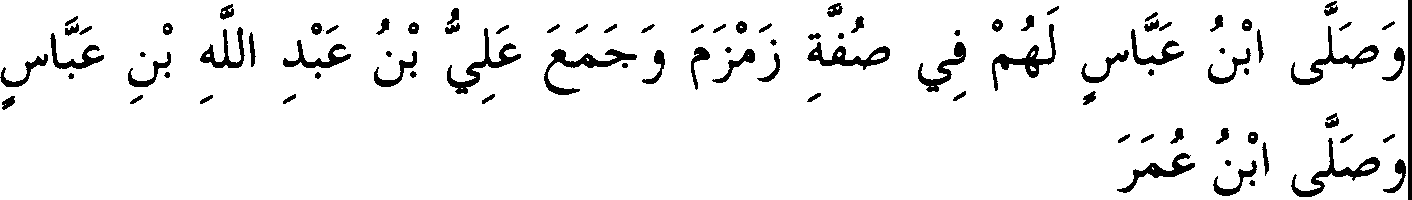 وَصَلَّى ابْنُ عَبَّاسٍ لَهُمْ فِي صُفَّةِ زَمْزَمَ وَجَمَعَ عَلِيُّ بْنُ عَبْدِ اللَّهِ بْنِ عَبَّاسٍ
وَصَلَّى ابْنُ عُمَرَ